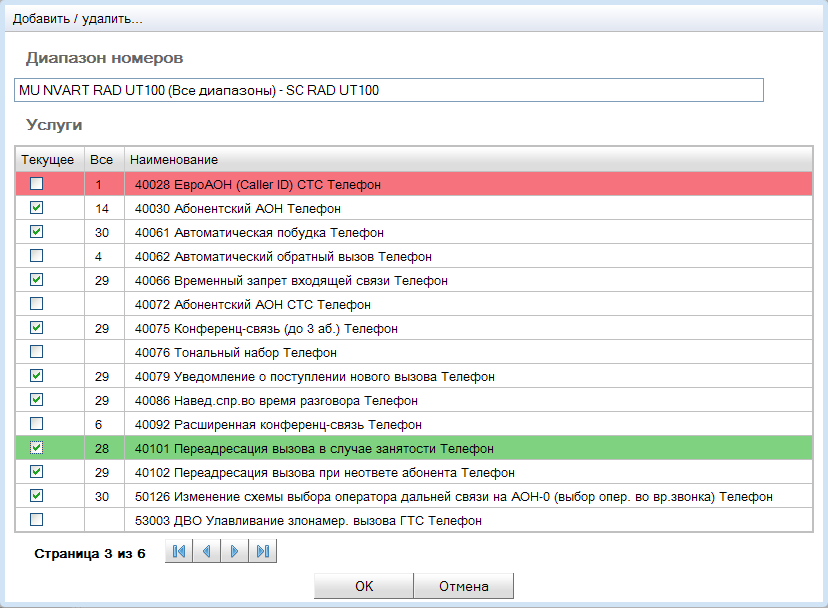 Добавить / удалить...
Диапазон номеров
MU NVART RAD UT100 (Все диапазоны) - SC RAD UT100
Услуги
Текущее Все Наименование
1 40028 ЕвроАОН (Caller ID) СТС Телефон
14 40030 Абонентский АОН Телефон
30 40061 Автоматическая побудка Телефон
4 40062 Автоматический обратный вызов Телефон
29 40066 Временный запрет входящей связи Телефон
40072 Абонентский АОН СТС Телефон
29 40075 Конференц-связь (до 3 аб.) Телефон
40076 Тональный набор Телефон
29 40079 Уведомление о поступлении нового вызова Телефон
29 40086 Навед.спр.во время разговора Телефон
6 40092 Расширенная конференц-связь Телефон
28 40101 Переадресация вызова в случае занятости Телефон
29 40102 Переадресация вызова при неответе абонента Телефон
30 50126 Изменение схемы выбора оператора дальней связи на АОН-0 (выбор опер. во вр.звонка) Телефон
53003 ДВО Улавливание злонамер. вызова ГТС Телефон
Страница 3 из 6
OK Отмена